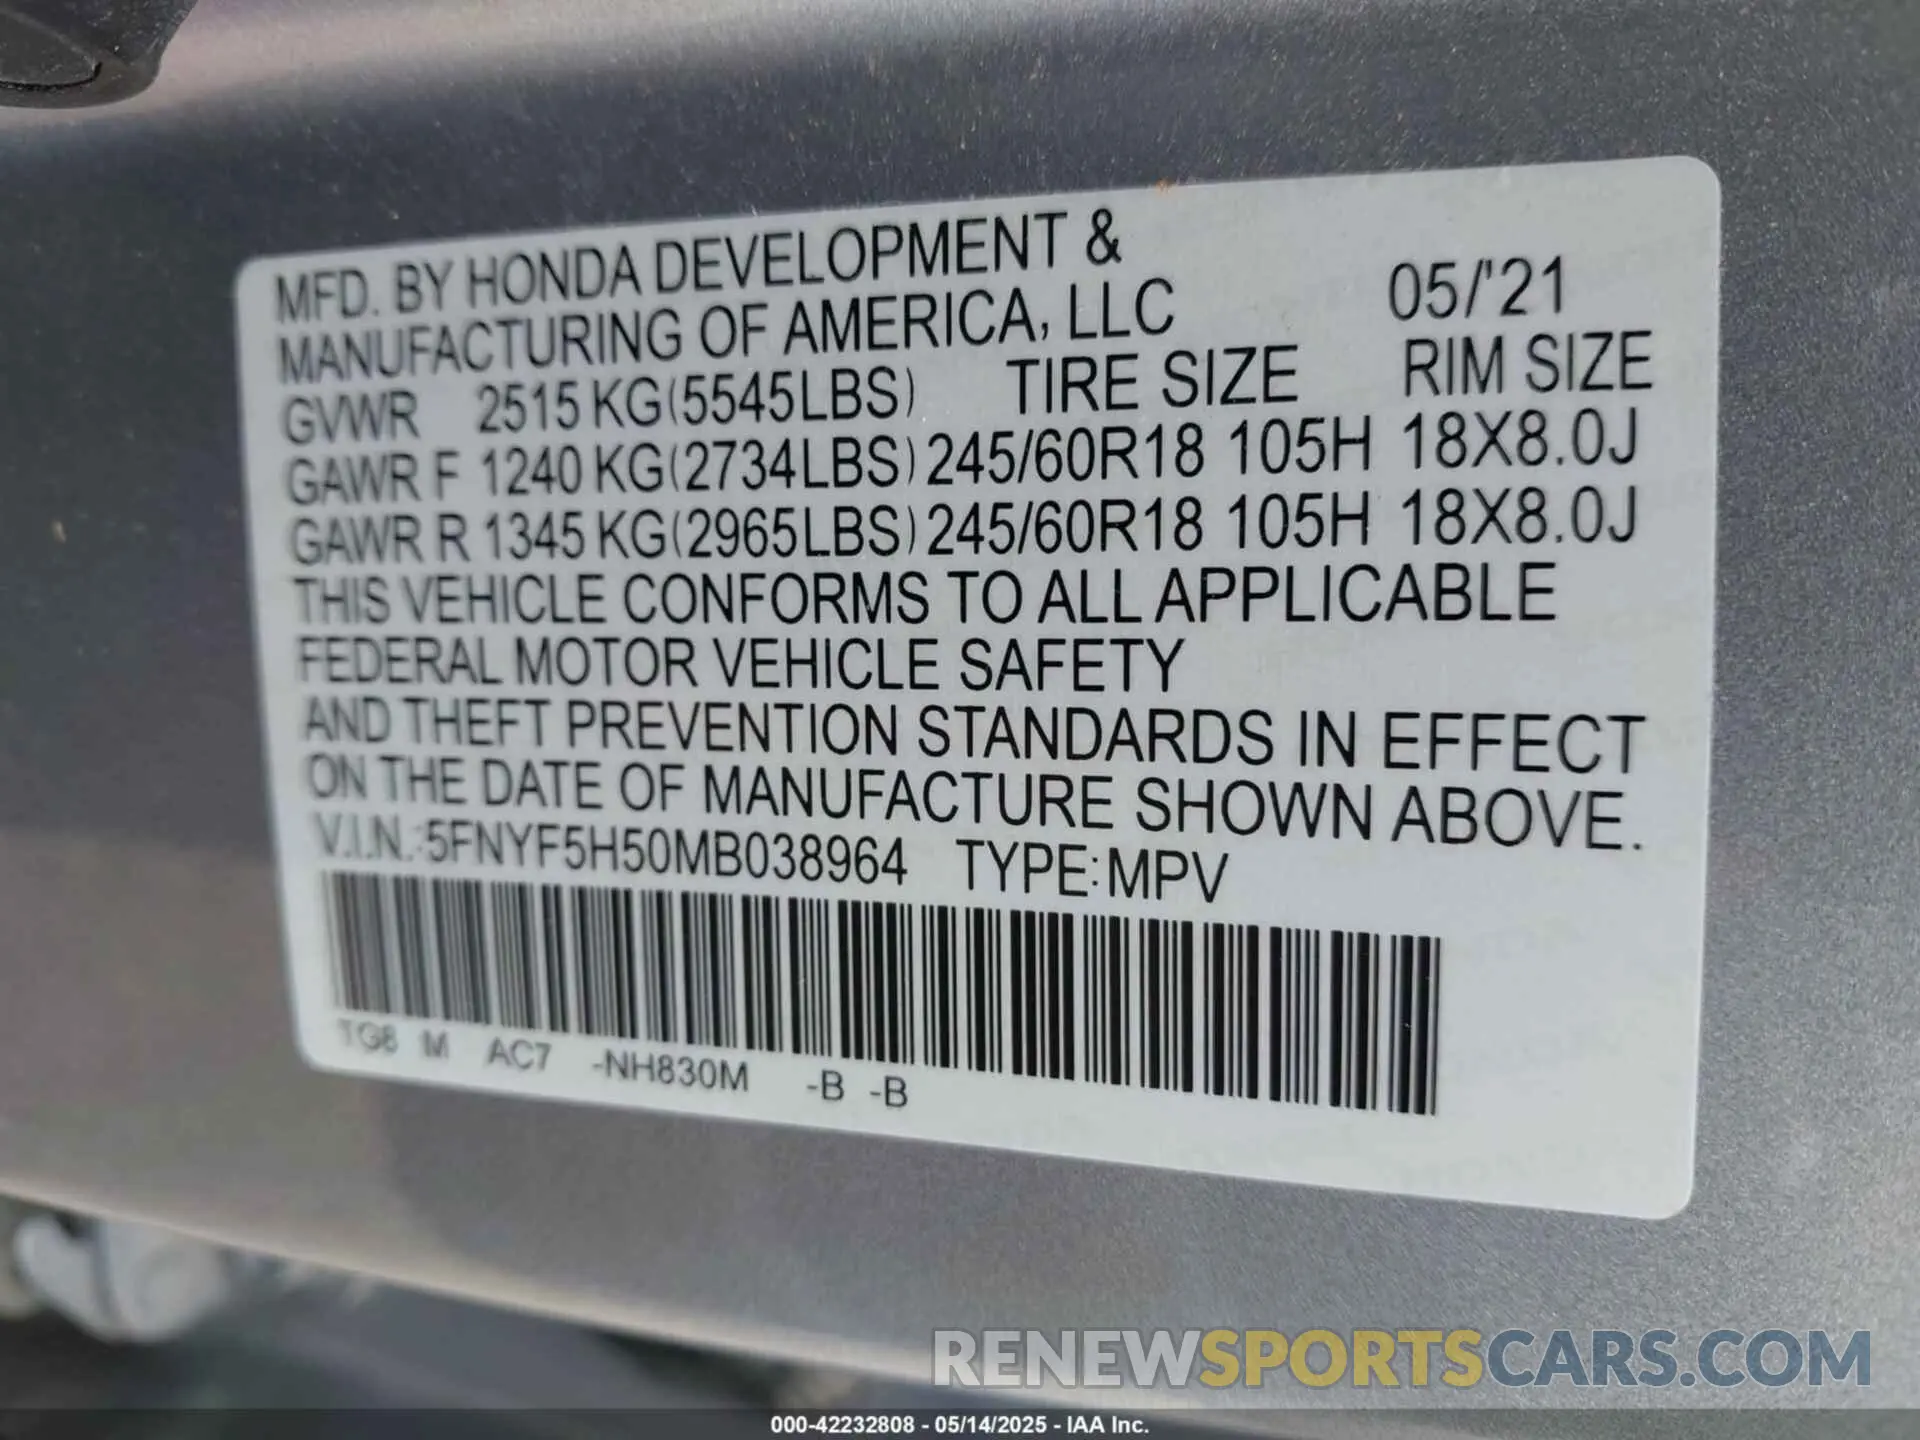 MFD. BY HONDA DEVELOPMENT &
MANUFACTURING OF AMERICA, LLC 05/'21
GVWR 2515 KG(5545LBS) TIRE SIZE RIM SIZE
GAWR F 1240 KG(2734LBS) 245/60R18 105H 18X8.0J
GAWR R 1345 KG(2965LBS) 245/60R18 105H 18X8.0J
THIS VEHICLE CONFORMS TO ALL APPLICABLE
FEDERAL MOTOR VEHICLE SAFETY
AND THEFT PREVENTION STANDARDS IN EFFECT
ON THE DATE OF MANUFACTURE SHOWN ABOVE.
V.I.N.:5FNYF5H50MB038964 TYPE:MPV
TG8 M AC7 -NH830M -B -B
RENEWSPORTSCARS.COM
000-42232808 - 05/14/2025 - IAA Inc.